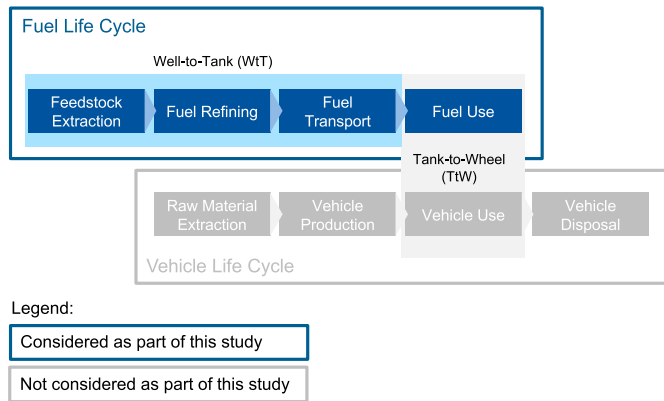 Fuel Life Cycle
Well-to-Tank (WtT)
Feedstock
Extraction
Fuel Refining
Fuel
Transport
Fuel Use
Tank-to-Wheel
(TtW)
Raw Material
Extraction
Vehicle
Production
Vehicle Use
Vehicle
Disposal
Vehicle Life Cycle
Legend:
Considered as part of this study
Not considered as part of this study